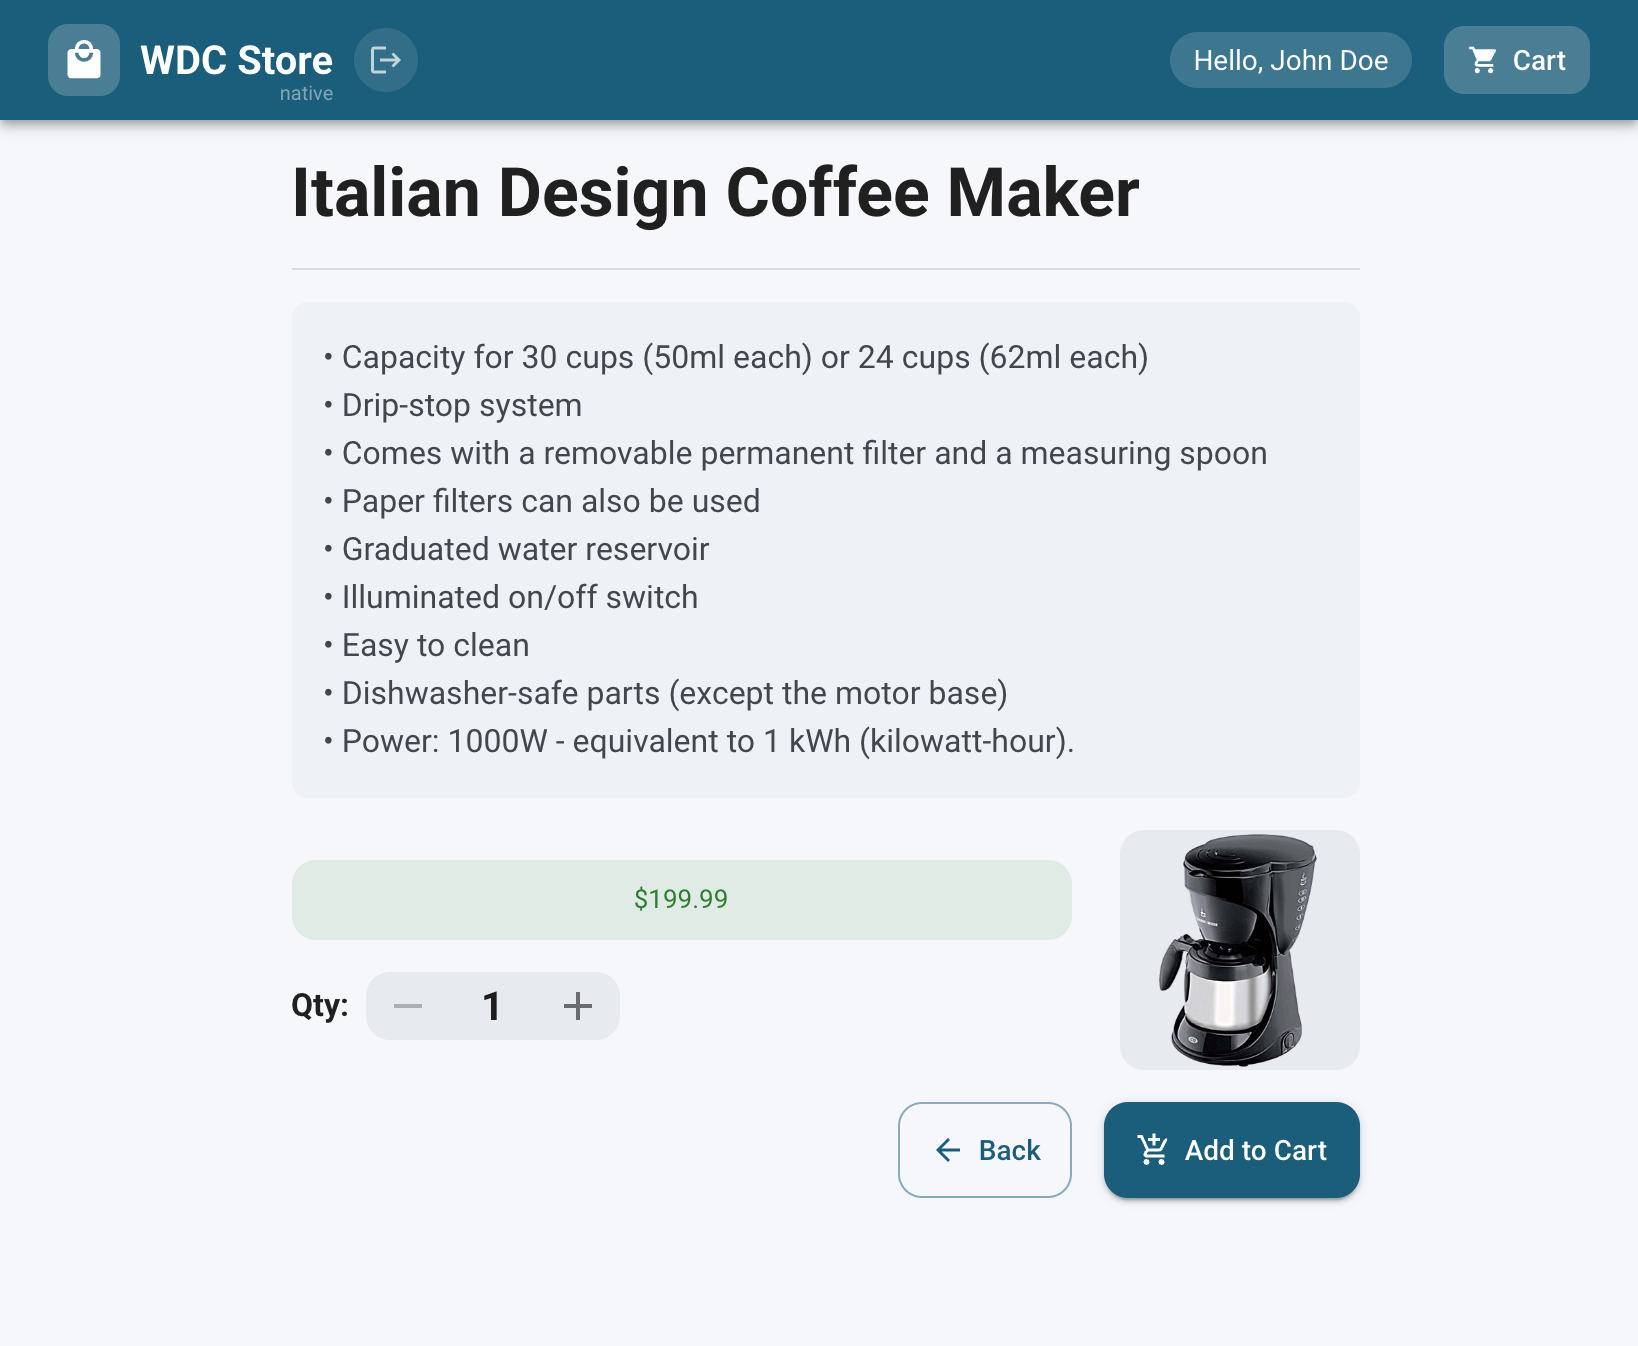 WDC Store
native
Hello, John Doe
Cart
Italian Design Coffee Maker
• Capacity for 30 cups (50ml each) or 24 cups (62ml each)
• Drip-stop system
• Comes with a removable permanent filter and a measuring spoon
• Paper filters can also be used
• Graduated water reservoir
• Illuminated on/off switch
• Easy to clean
• Dishwasher-safe parts (except the motor base)
• Power: 1000W - equivalent to 1 kWh (kilowatt-hour).
$199.99
Qty:
1
Back
Add to Cart